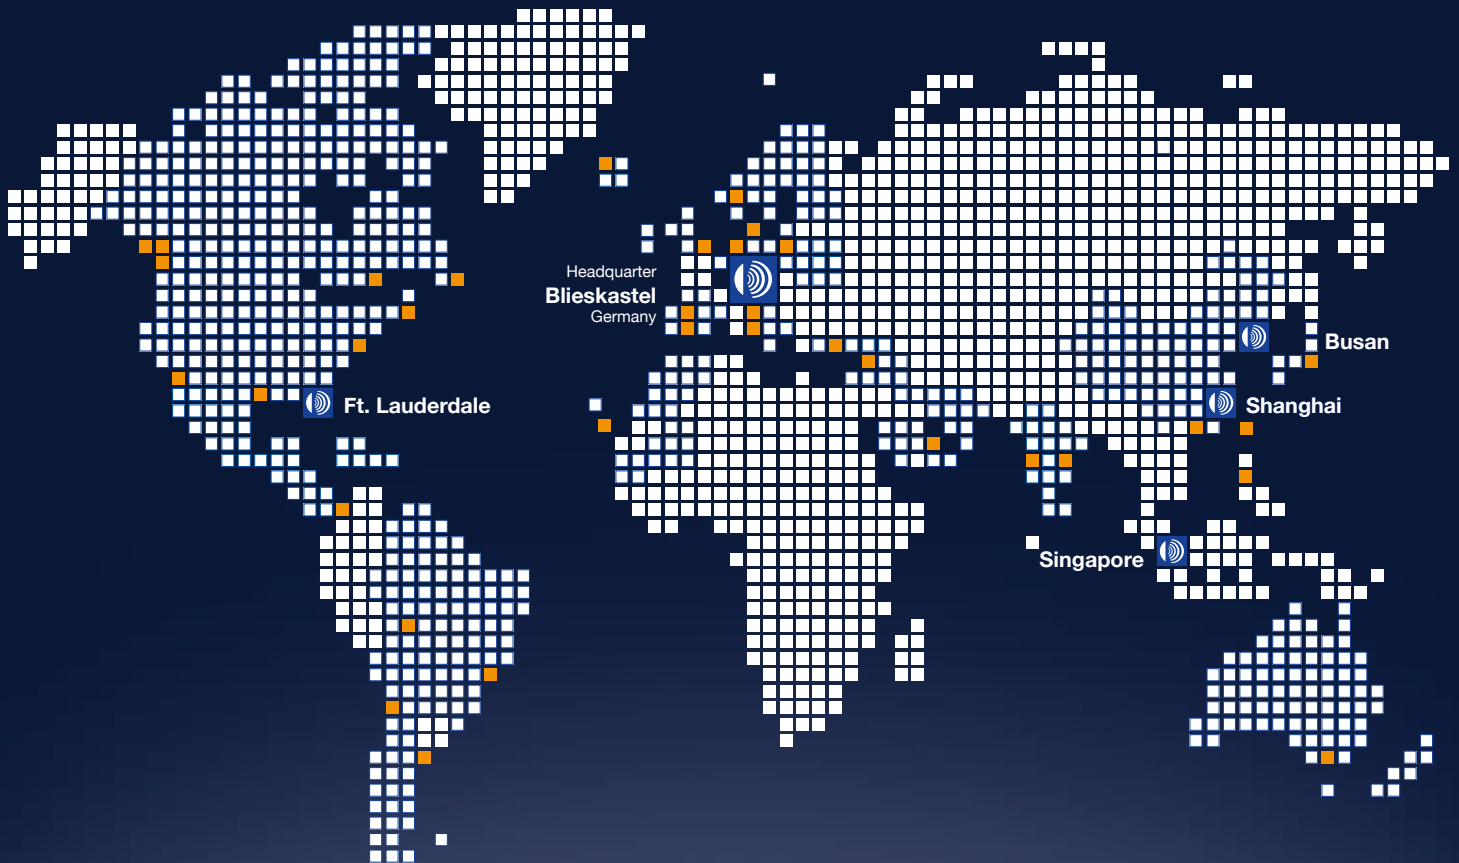 Headquarter
Blieskastel
Germany
Busan
Ft. Lauderdale
Shanghai
Singapore